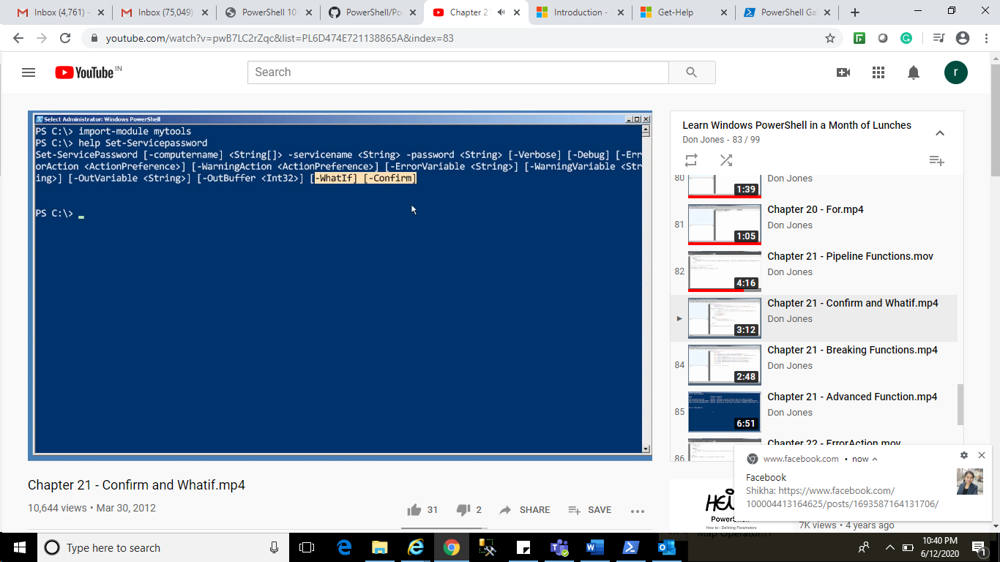 Inbox (4,761) -
Inbox (75,049)
PowerShell 101
PowerShell/Po
Chapter 2
Introduction -
Get-Help
PowerShell Ga
youtube.com/watch?v=pwB7LC2rZqc&list=PL6D474E721138865A&index=83
YouTube IN
Search
r
Select Administrator: Windows PowerShell
PS C:\> import-module mytools
PS C:\> help Set-Servicepassword
Set-ServicePassword [-computername] <String[]> -servicename <String> -password <String> [-Verbose] [-Debug] [-Err
orAction <ActionPreference>] [-WarningAction <ActionPreference>] [-ErrorVariable <String>] [-WarningVariable <Str
ing>] [-OutVariable <String>] [-OutBuffer <Int32>] [-WhatIf] [-Confirm]
PS C:\>
Chapter 21 - Confirm and Whatif.mp4
10,644 views • Mar 30, 2012
31
2
SHARE
SAVE
Learn Windows PowerShell in a Month of Lunches
Don Jones - 83 / 99
80
1:39
Don Jones
81
1:05
Chapter 20 - For.mp4
Don Jones
82
4:16
Chapter 21 - Pipeline Functions.mov
Don Jones
3:12
Chapter 21 - Confirm and Whatif.mp4
Don Jones
84
2:48
Chapter 21 - Breaking Functions.mp4
Don Jones
85
6:51
Chapter 21 - Advanced Function.mp4
Don Jones
86
Chapter 22 - ErrorAction.mov
www.facebook.com • now
Facebook
Shikha: https://www.facebook.com/
100004413164625/posts/1693587164131706/
PowerS
How to - Defining Parameters
7K views • 4 years ago
Map Operator!!
Type here to search
10:40 PM
6/12/2020
1